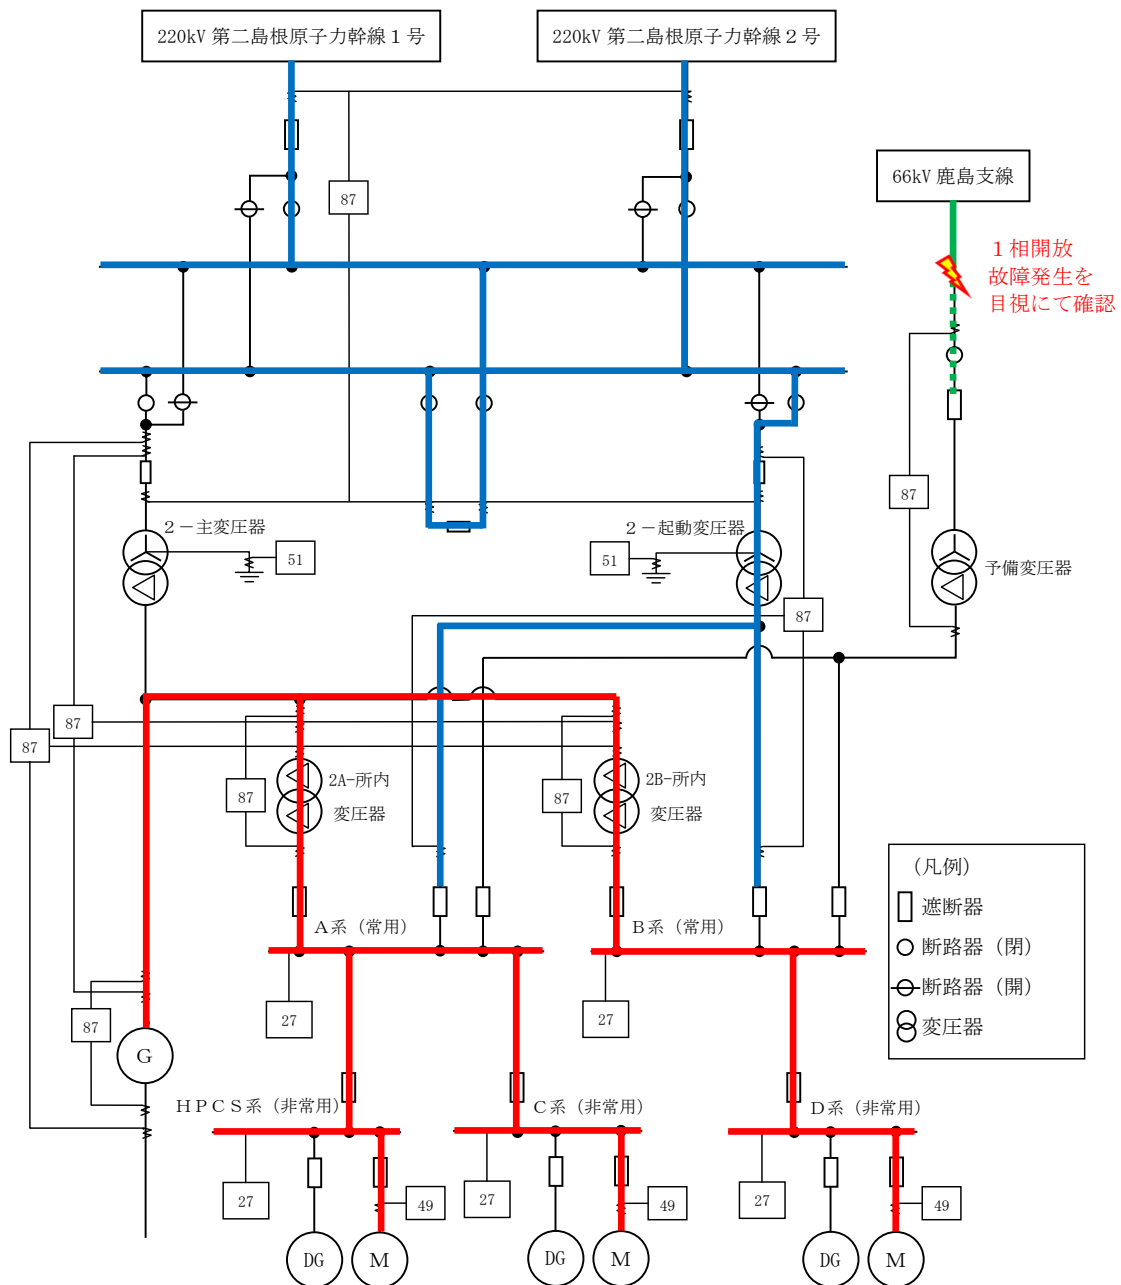 220kV 第二島根原子力幹線１号
220kV 第二島根原子力幹線２号
66kV 鹿島支線
87
１相開放
故障発生を
目視にて確認
87
２－主変圧器
51
２－起動変圧器
51
予備変圧器
87
87
87
2A-所内
変圧器
87
2B-所内
変圧器
87
（凡例）
遮断器
断路器（閉）
断路器（開）
変圧器
Ａ系（常用）
Ｂ系（常用）
27
27
87
G
ＨＰＣＳ系（非常用）
Ｃ系（非常用）
Ｄ系（非常用）
27
49
27
49
27
49
DG
M
DG
M
DG
M